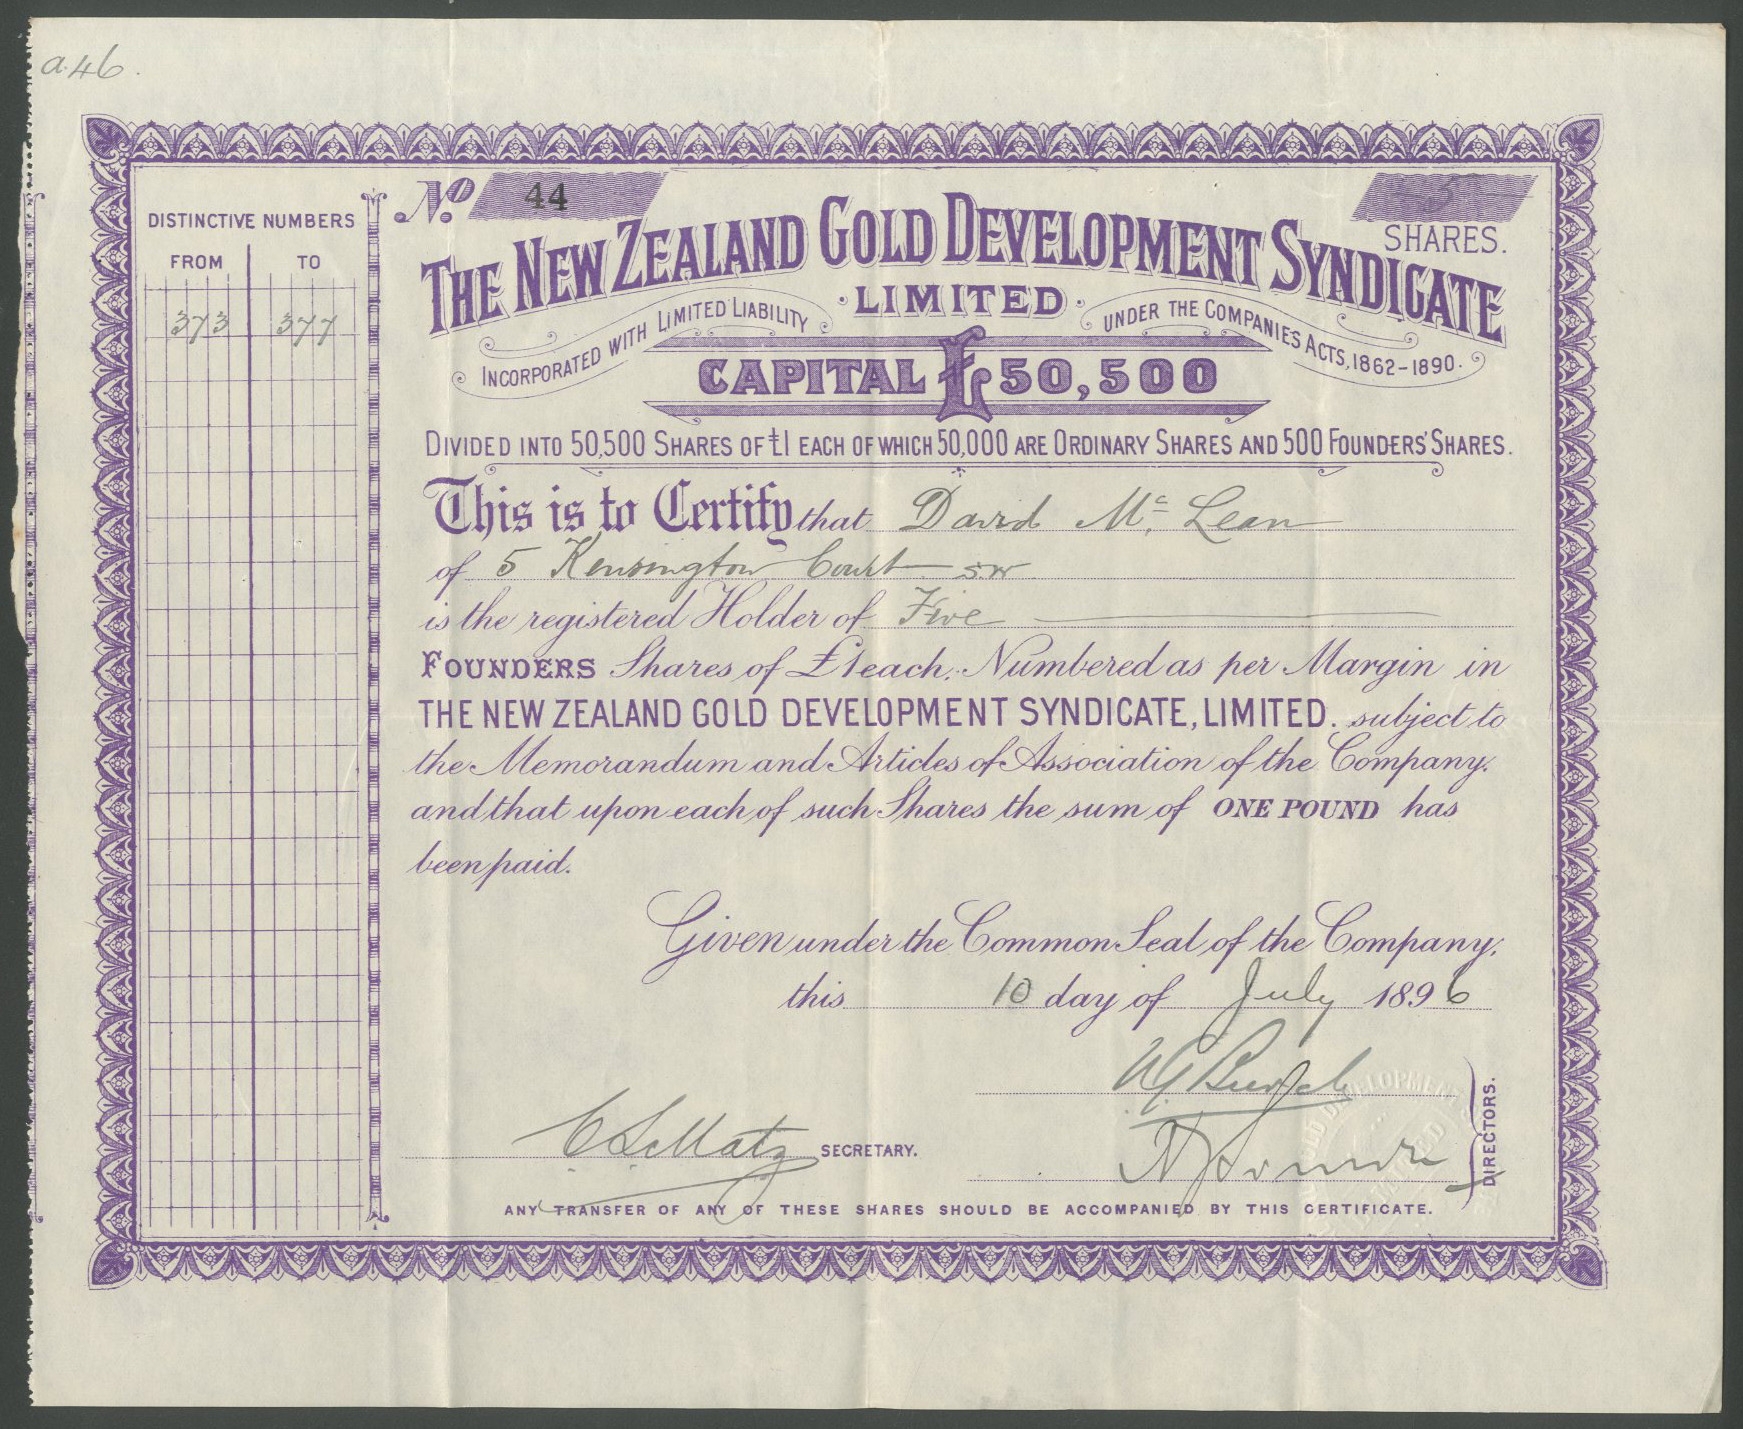 a.46.
DISTINCTIVE NUMBERS
FROM TO
373 377
No. 44
5
SHARES.
THE NEW ZEALAND GOLD DEVELOPMENT SYNDICATE
LIMITED
INCORPORATED WITH LIMITED LIABILITY UNDER THE COMPANIES ACTS, 1862-1890.
CAPITAL £50,500
DIVIDED INTO 50,500 SHARES OF £1 EACH OF WHICH 50,000 ARE ORDINARY SHARES AND 500 FOUNDERS' SHARES.
This is to Certify that David Mc Lean
of 5 Kensington Court SW
is the registered Holder of Five
FOUNDERS Shares of £1 each. Numbered as per Margin in
THE NEW ZEALAND GOLD DEVELOPMENT SYNDICATE, LIMITED. subject to
the Memorandum and Articles of Association of the Company.
and that upon each of such Shares the sum of ONE POUND has
been paid.
Given under the Common Seal of the Company.
this 10 day of July 1896
SECRETARY.
DIRECTORS.
ANY TRANSFER OF ANY OF THESE SHARES SHOULD BE ACCOMPANIED BY THIS CERTIFICATE.